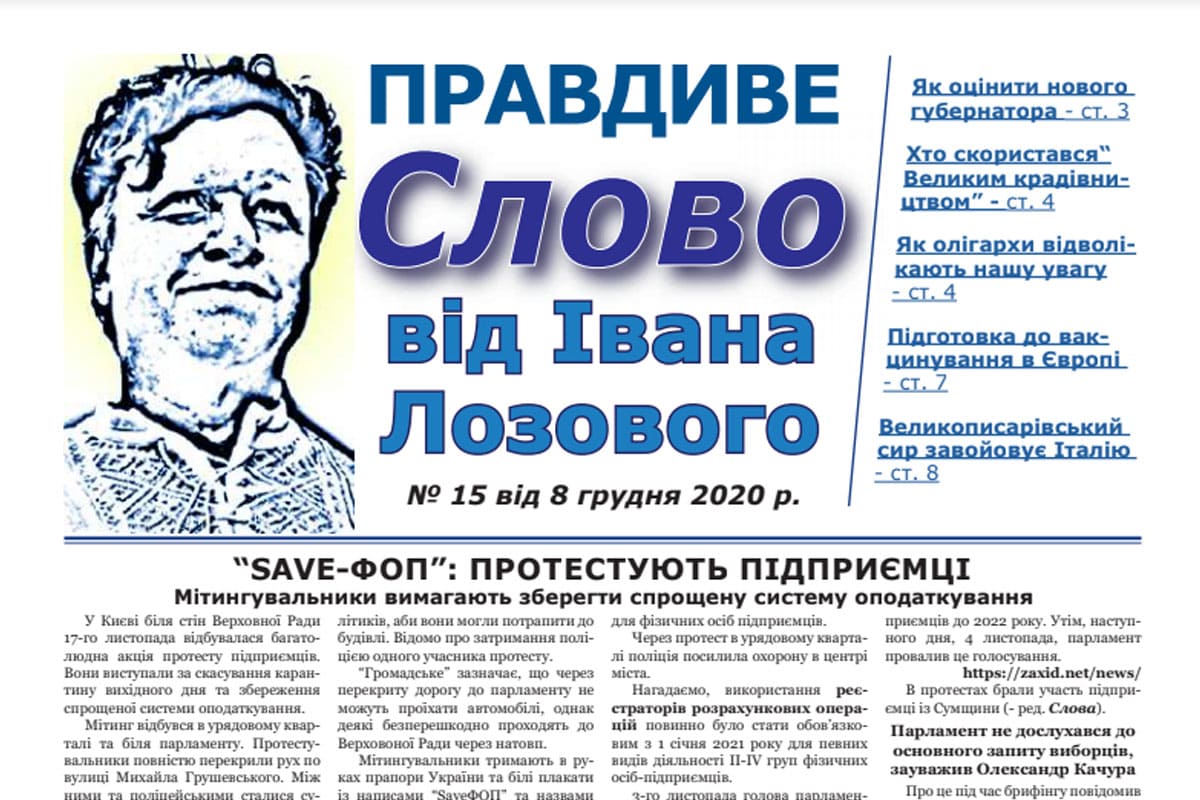 ПРАВДИВЕ
Слово
від Івана
Лозового
№ 15 від 8 грудня 2020 р.
Як оцінити нового
губернатора - ст. 3
Хто скористався“
Великим крадівни-
цтвом” - ст. 4
Як олігархи відволі-
кають нашу увагу
- ст. 4
Підготовка до вак-
цинування в Європі
- ст. 7
Великописарівський
сир завойовує Італію
- ст. 8
“SAVE-ФОП”: ПРОТЕСТУЮТЬ ПІДПРИЄМЦІ
Мітингувальники вимагають зберегти спрощену систему оподаткування
У Києві біля стін Верховної Ради
17-го листопада відбувалася багато-
людна акція протесту підприємців.
Вони виступали за скасування каран-
тину вихідного дня та збереження
спрощеної системи оподаткування.
Мітинг відбувся в урядовому квар-
талі та біля парламенту. Протесту-
вальники повністю перекрили рух по
вулиці Михайла Грушевського. Між
ними та поліцейськими сталися су-
літиків, аби вони могли потрапити до
будівлі. Відомо про затримання полі-
цією одного учасника протесту.
“Громадське” зазначає, що через
перекриту дорогу до парламенту не
можуть проїхати автомобілі, однак
деякі безперешкодно проходять до
Верховної Ради через натовп.
Мітингувальники тримають в ру-
ках прапори України та білі плакати
із написами “SaveФОП” та назвами
для фізичних осіб підприємців.
Через протест в урядовому кварта-
лі поліція посилила охорону в центрі
міста.
Нагадаємо, використання реє-
страторів розрахункових опера-
цій повинно було стати обов’язко-
вим з 1 січня 2021 року для певних
видів діяльності II-IV груп фізичних
осіб-підприємців.
3-го листопада голова парламен-
приємців до 2022 року. Утім, наступ-
ного дня, 4 листопада, парламент
провалив це голосування.
https://zaxid.net/news/
В протестах брали участь підпри-
ємці із Сумщини (- ред. Слова).
Парламент не дослухався до
основного запиту виборців,
зауважив Олександр Качура
Про це під час брифінгу повідомив